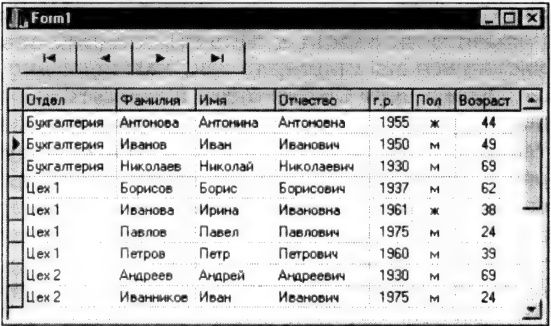 Form1
Отдел Фамилия Имя Отчество г.р. Пол Возраст
Бухгалтерия Антонова Антонина Антоновна 1955 ж 44
Бухгалтерия Иванов Иван Иванович 1950 м 49
Бухгалтерия Николаев Николай Николаевич 1930 м 69
Цех 1 Борисов Борис Борисович 1937 м 62
Цех 1 Иванова Ирина Ивановна 1961 ж 38
Цех 1 Павлов Павел Павлович 1975 м 24
Цех 1 Петров Петр Петрович 1960 м 39
Цех 2 Андреев Андрей Андреевич 1930 м 69
Цех 2 Иванников Иван Иванович 1975 м 24